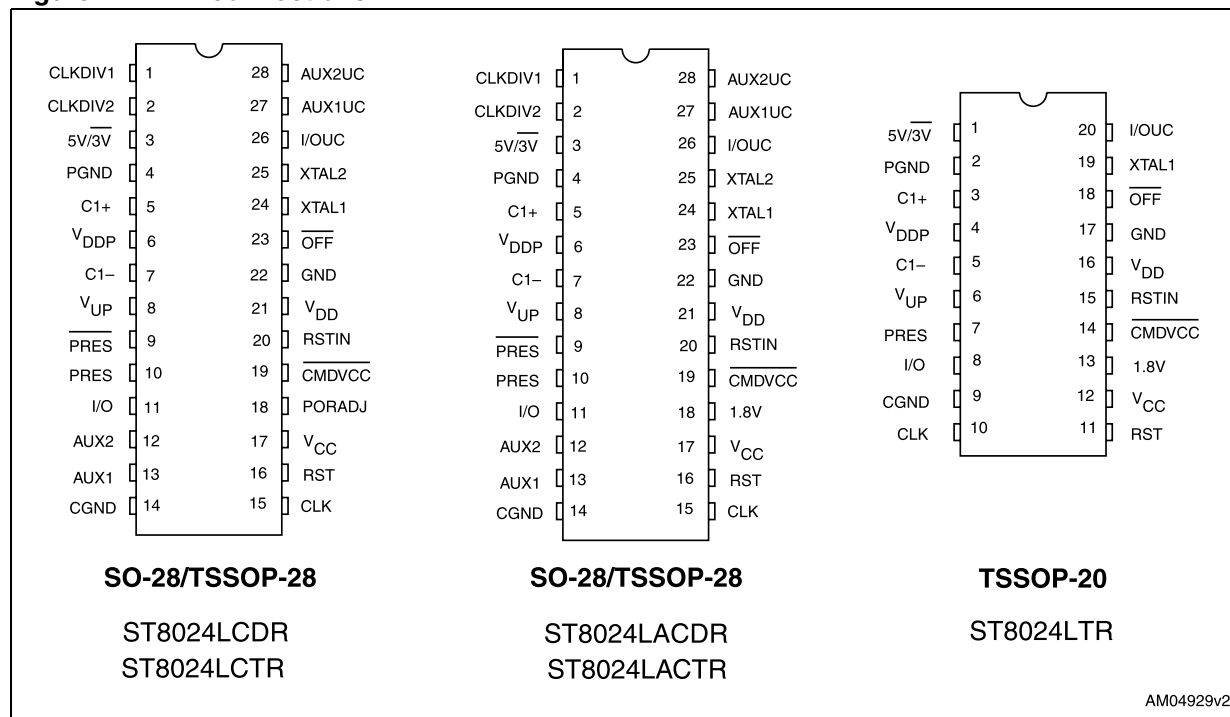 CLKDIV1 1 28 AUX2UC
CLKDIV2 2 27 AUX1UC
5V/3V 3 26 I/OUC
PGND 4 25 XTAL2
C1+ 5 24 XTAL1
VDDP 6 23 OFF
C1– 7 22 GND
VUP 8 21 VDD
PRES 9 20 RSTIN
PRES 10 19 CMDVCC
I/O 11 18 PORADJ
AUX2 12 17 VCC
AUX1 13 16 RST
CGND 14 15 CLK
SO-28/TSSOP-28
ST8024LCDR
ST8024LCTR
CLKDIV1 1 28 AUX2UC
CLKDIV2 2 27 AUX1UC
5V/3V 3 26 I/OUC
PGND 4 25 XTAL2
C1+ 5 24 XTAL1
VDDP 6 23 OFF
C1– 7 22 GND
VUP 8 21 VDD
PRES 9 20 RSTIN
PRES 10 19 CMDVCC
I/O 11 18 1.8V
AUX2 12 17 VCC
AUX1 13 16 RST
CGND 14 15 CLK
SO-28/TSSOP-28
ST8024LACDR
ST8024LACTR
5V/3V 1 20 I/OUC
PGND 2 19 XTAL1
C1+ 3 18 OFF
VDDP 4 17 GND
C1– 5 16 VDD
VUP 6 15 RSTIN
PRES 7 14 CMDVCC
I/O 8 13 1.8V
CGND 9 12 VCC
CLK 10 11 RST
TSSOP-20
ST8024LTR
AM04929v2